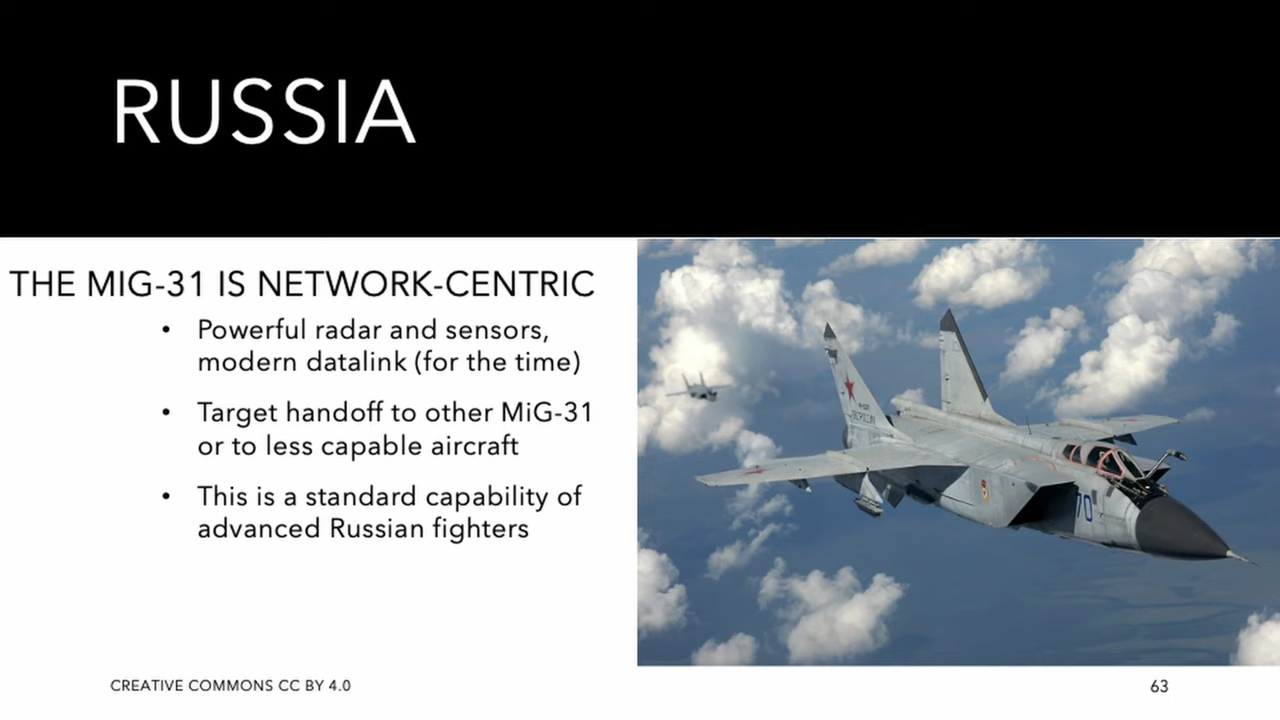 RUSSIA
THE MIG-31 IS NETWORK-CENTRIC
• Powerful radar and sensors,
modern datalink (for the time)
• Target handoff to other MiG-31
or to less capable aircraft
• This is a standard capability of
advanced Russian fighters
70
CREATIVE COMMONS CC BY 4.0
63